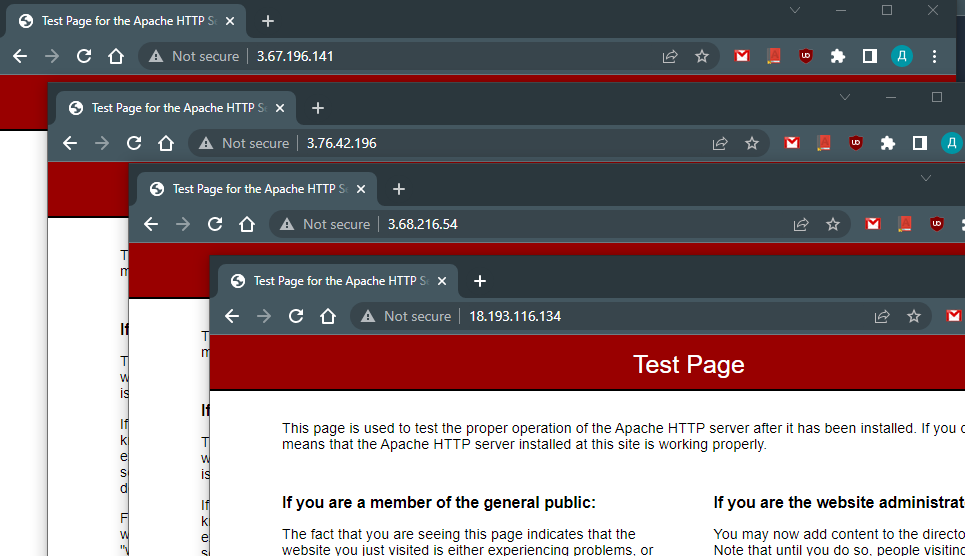 Test Page for the Apache HTTP Se
Not secure
3.67.196.141
Д
Test Page for the Apache HTTP Se
Not secure
3.76.42.196
Д
Test Page for the Apache HTTP Se
Not secure
3.68.216.54
Test Page for the Apache HTTP Se
Not secure
18.193.116.134
Test Page
This page is used to test the proper operation of the Apache HTTP server after it has been installed. If you c
means that the Apache HTTP server installed at this site is working properly.
If you are a member of the general public:
The fact that you are seeing this page indicates that the
website you just visited is either experiencing problems, or
If you are the website administrat
You may now add content to the directo
Note that until you do so, people visiting